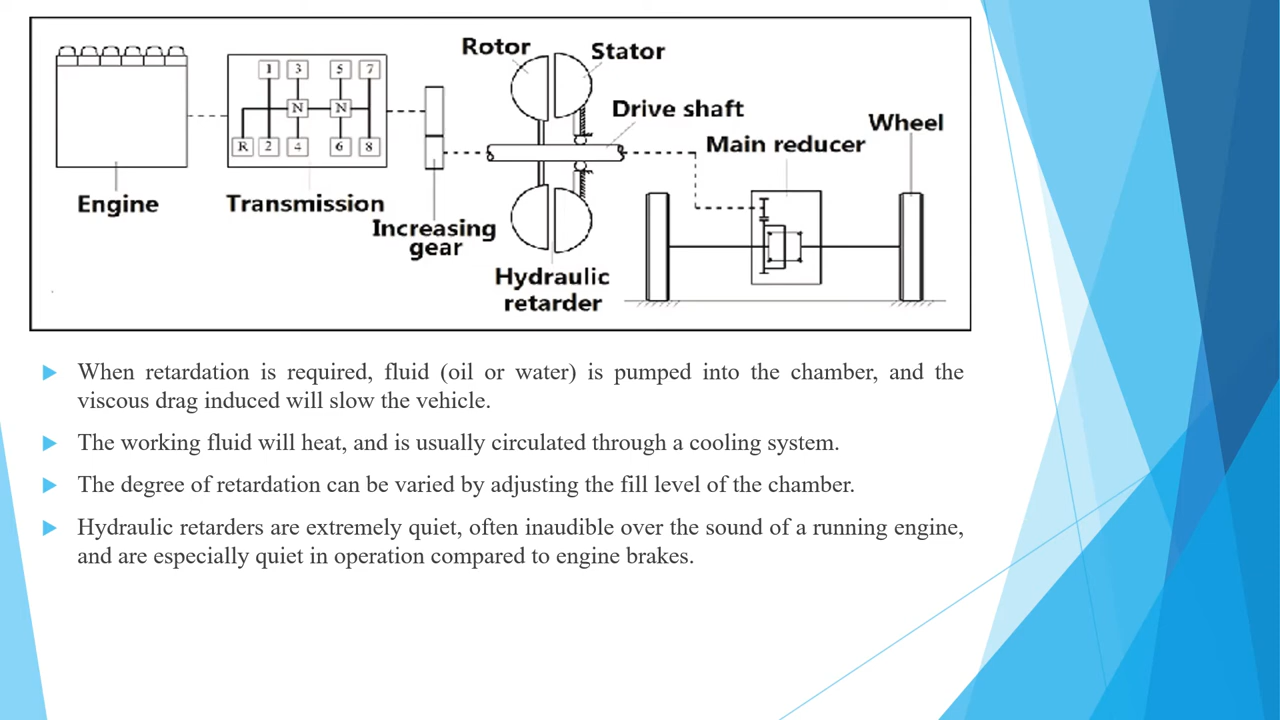 Rotor
Stator
1 3 5 7
Drive shaft
N N
Wheel
Main reducer
R 2 4 6 8
Engine
Transmission
Increasing
gear
Hydraulic
retarder
When retardation is required, fluid (oil or water) is pumped into the chamber, and the
viscous drag induced will slow the vehicle.
The working fluid will heat, and is usually circulated through a cooling system.
The degree of retardation can be varied by adjusting the fill level of the chamber.
Hydraulic retarders are extremely quiet, often inaudible over the sound of a running engine,
and are especially quiet in operation compared to engine brakes.